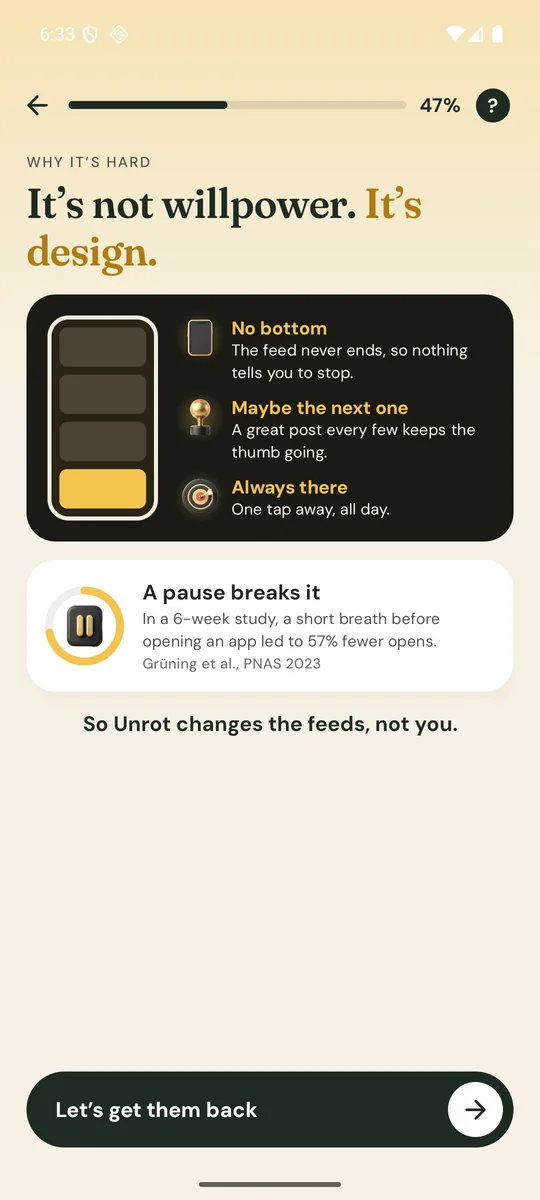 6:33
47%
?
WHY IT’S HARD
It’s not willpower. It’s
design.
No bottom
The feed never ends, so nothing
tells you to stop.
Maybe the next one
A great post every few keeps the
thumb going.
Always there
One tap away, all day.
A pause breaks it
In a 6-week study, a short breath before
opening an app led to 57% fewer opens.
Grüning et al., PNAS 2023
So Unrot changes the feeds, not you.
Let’s get them back